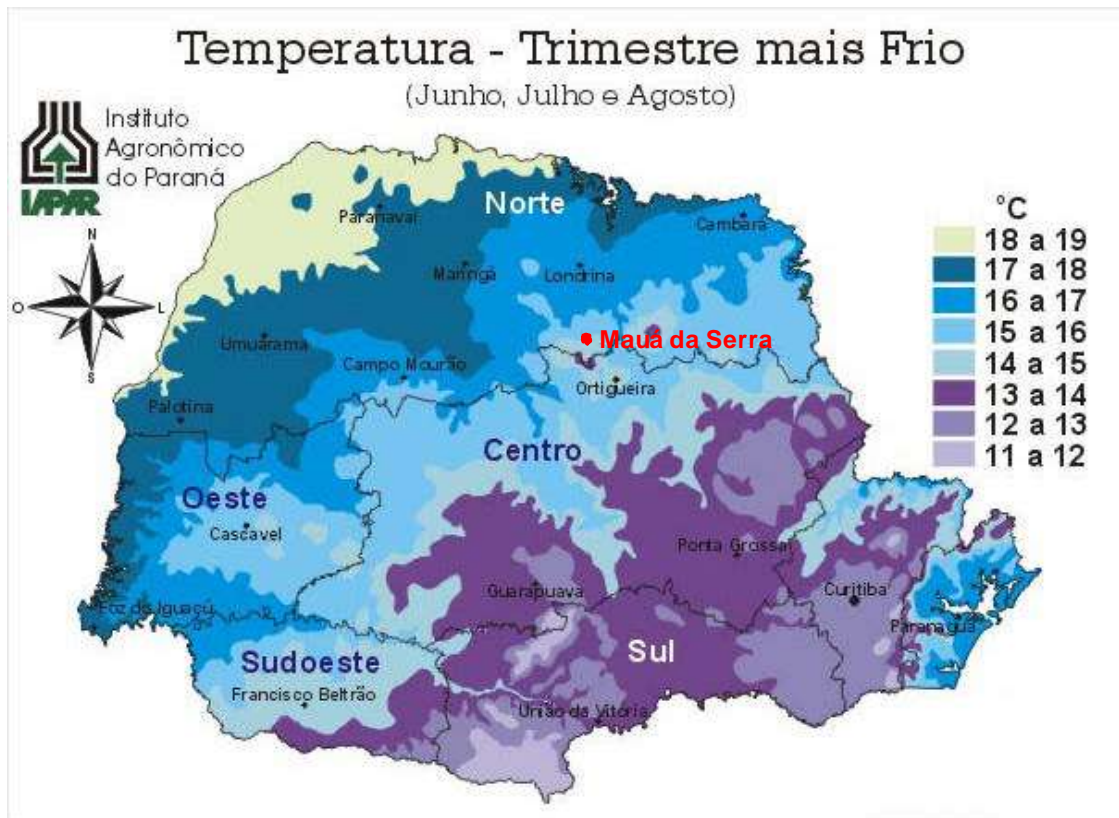 Temperatura - Trimestre mais Frio
(Junho, Julho e Agosto)
Instituto
Agronômico
do Paraná
IAPAR
N
O
L
S
°C
18 a 19
17 a 18
16 a 17
15 a 16
14 a 15
13 a 14
12 a 13
11 a 12
Norte
Paranavaí
Cambará
Maringá
Londrina
Umuarama
Mauá da Serra
Campo Mourão
Ortigueira
Palotina
Centro
Oeste
Cascavel
Ponta Grossa
Guarapuava
Curitiba
Foz do Iguaçú
Paranaguá
Sudoeste
Sul
Francisco Beltrão
União da Vitória